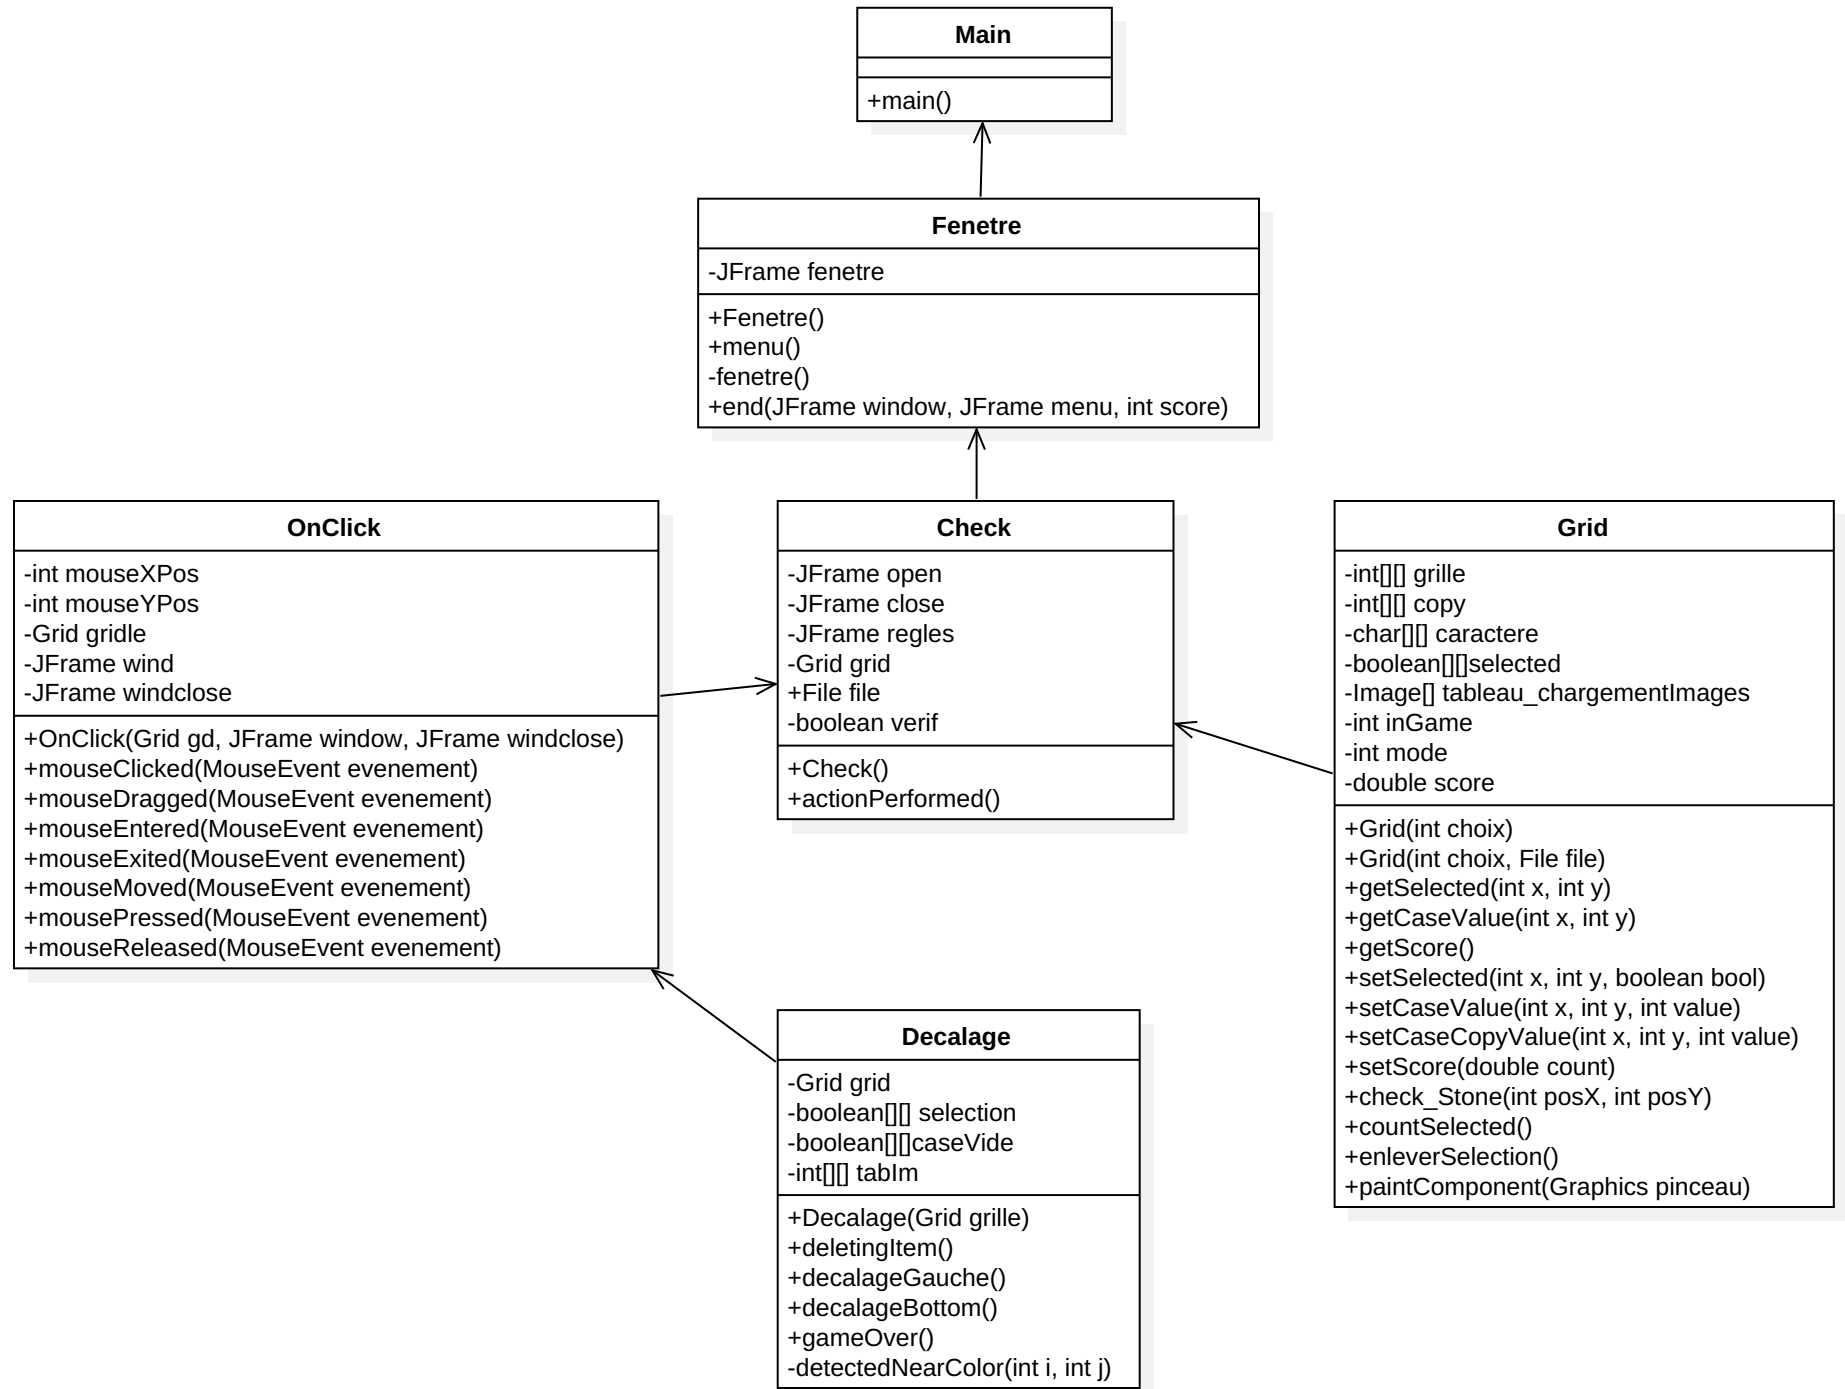 Main
+main()
Fenetre
-JFrame fenetre
+Fenetre()
+menu()
-fenetre()
+end(JFrame window, JFrame menu, int score)
OnClick
-int mouseXPos
-int mouseYPos
-Grid gridle
-JFrame wind
-JFrame windclose
+OnClick(Grid gd, JFrame window, JFrame windclose)
+mouseClicked(MouseEvent evenement)
+mouseDragged(MouseEvent evenement)
+mouseEntered(MouseEvent evenement)
+mouseExited(MouseEvent evenement)
+mouseMoved(MouseEvent evenement)
+mousePressed(MouseEvent evenement)
+mouseReleased(MouseEvent evenement)
Check
-JFrame open
-JFrame close
-JFrame regles
-Grid grid
+File file
-boolean verif
+Check()
+actionPerformed()
Grid
-int[][] grille
-int[][] copy
-char[][] caractere
-boolean[][]selected
-Image[] tableau_chargementImages
-int inGame
-int mode
-double score
+Grid(int choix)
+Grid(int choix, File file)
+getSelected(int x, int y)
+getCaseValue(int x, int y)
+getScore()
+setSelected(int x, int y, boolean bool)
+setCaseValue(int x, int y, int value)
+setCaseCopyValue(int x, int y, int value)
+setScore(double count)
+check_Stone(int posX, int posY)
+countSelected()
+enleverSelection()
+paintComponent(Graphics pinceau)
Decalage
-Grid grid
-boolean[][] selection
-boolean[][]caseVide
-int[][] tabIm
+Decalage(Grid grille)
+deletingItem()
+decalageGauche()
+decalageBottom()
+gameOver()
-detectedNearColor(int i, int j)